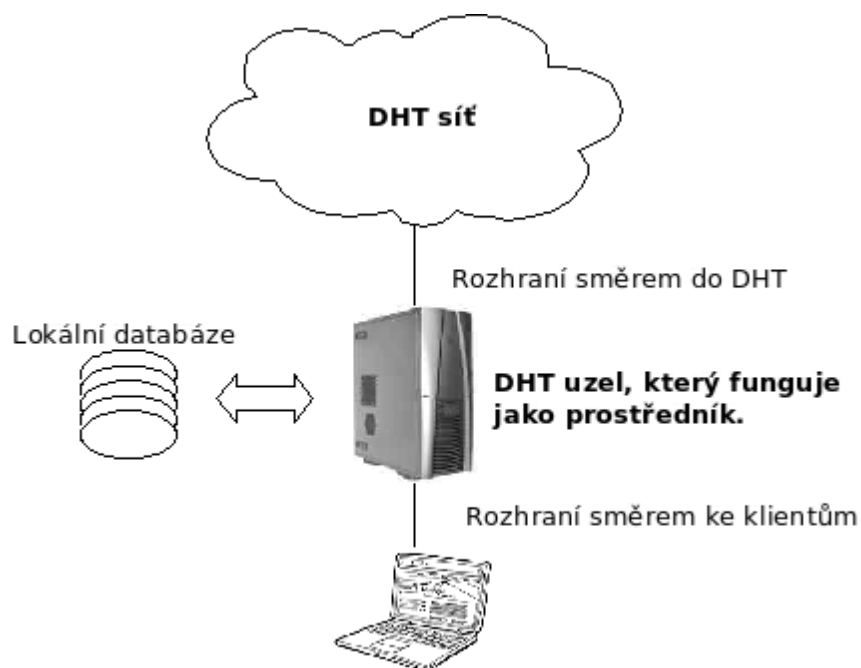 DHT síť
Rozhraní směrem do DHT
Lokální databáze
DHT uzel, který funguje
jako prostředník.
Rozhraní směrem ke klientům